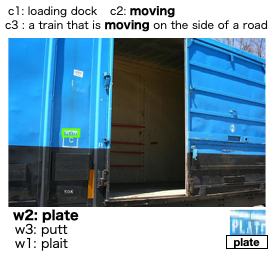 c1: loading dock c2: moving
c3 : a train that is moving on the side of a road
w2: plate
w3: putt
w1: plait
PLATE
plate